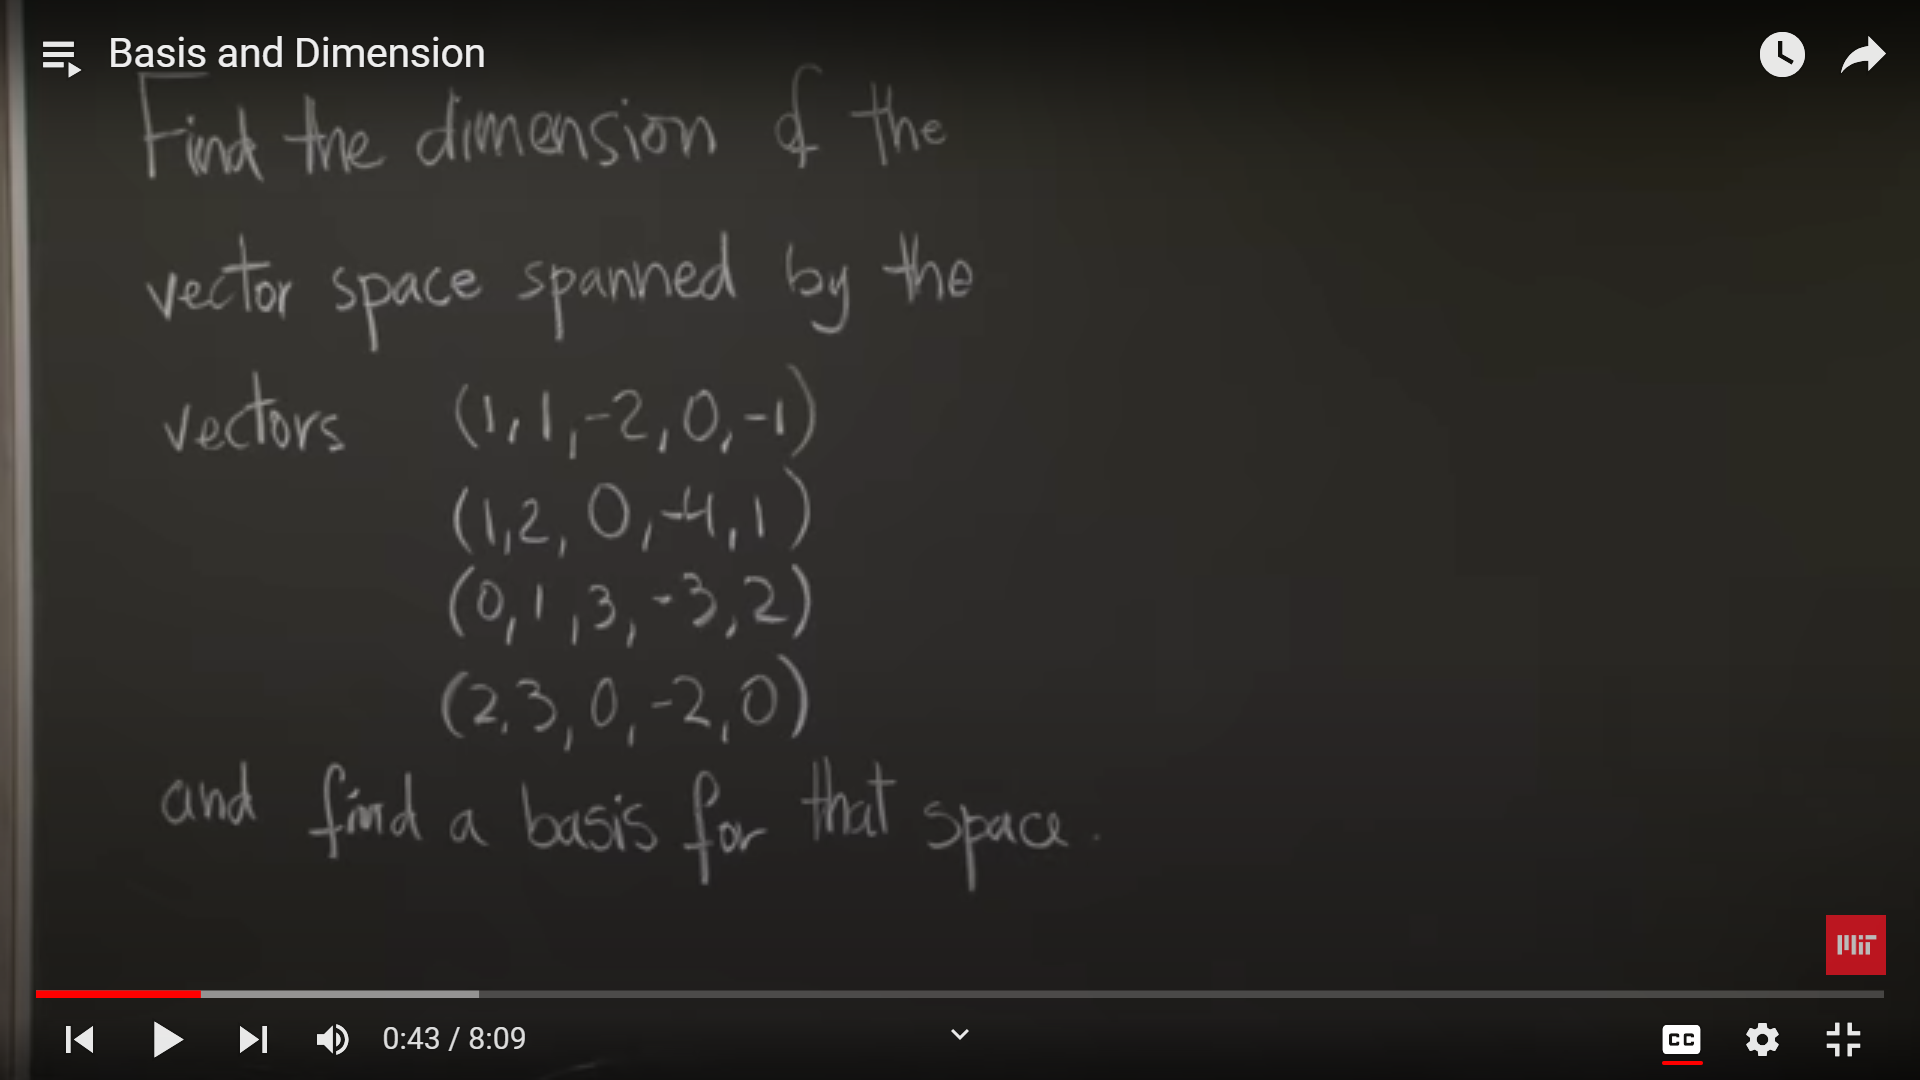 Basis and Dimension
Find the dimension of the
vector space spanned by the
vectors (1,1,-2,0,-1)
(1,2,0,-4,1)
(0,1,3,-3,2)
(2,3,0,-2,0)
and find a basis for that space.
MIT
0:43 / 8:09
CC